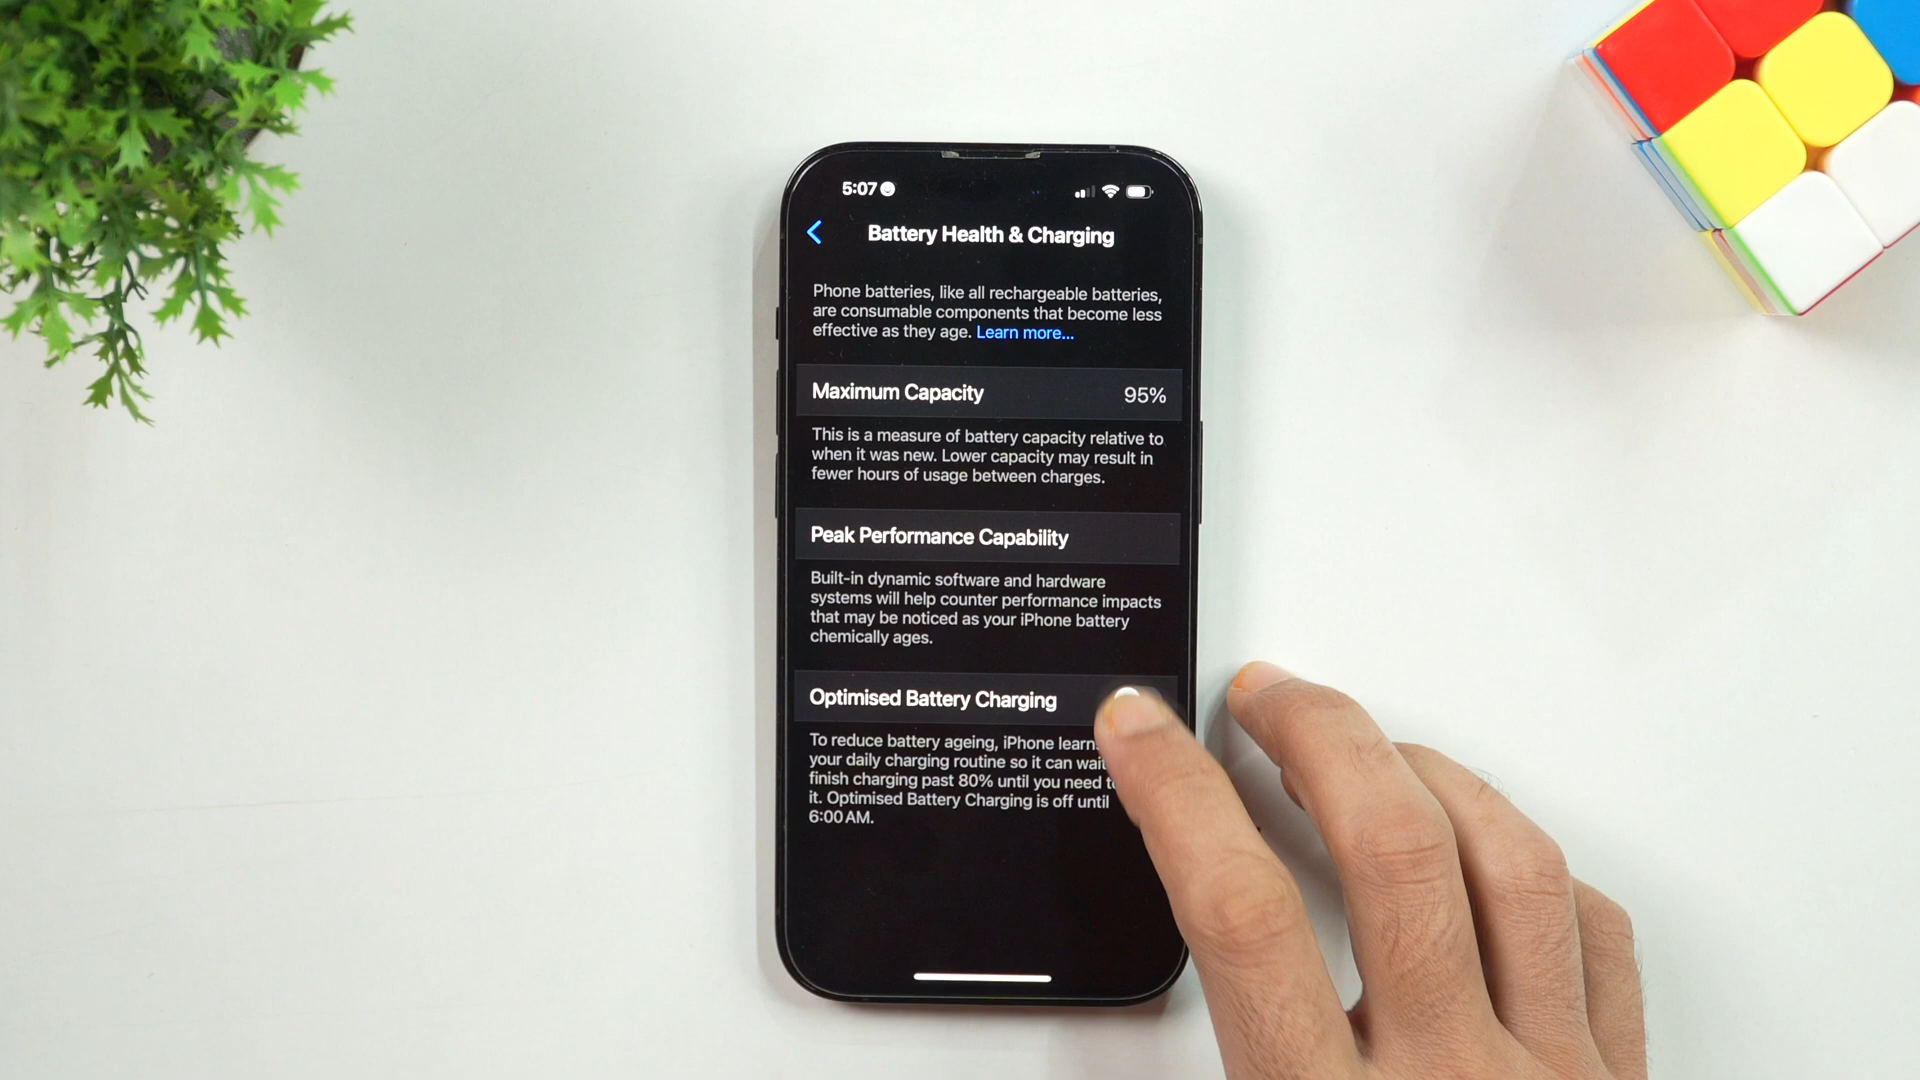 5:07
Battery Health & Charging
Phone batteries, like all rechargeable batteries,
are consumable components that become less
effective as they age. Learn more...
Maximum Capacity 95%
This is a measure of battery capacity relative to
when it was new. Lower capacity may result in
fewer hours of usage between charges.
Peak Performance Capability
Built-in dynamic software and hardware
systems will help counter performance impacts
that may be noticed as your iPhone battery
chemically ages.
Optimised Battery Charging
To reduce battery ageing, iPhone
your daily charging routine so it can wait
finish charging past 80% until you need
it. Optimised Battery Charging is off until
6:00 AM.